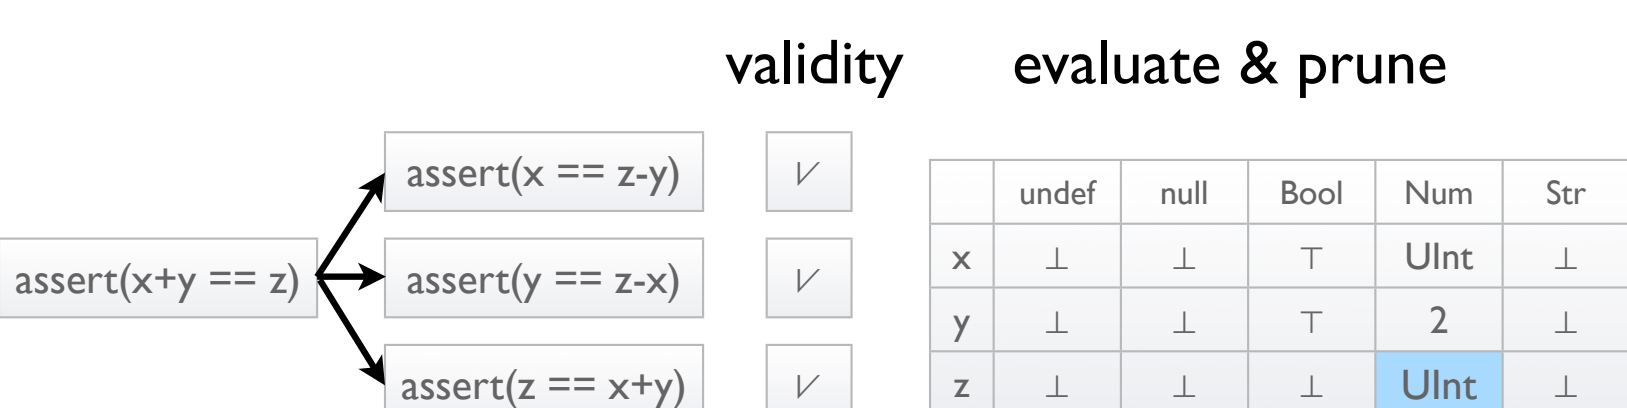 validity evaluate & prune
assert(x == z-y) ✓
undef null Bool Num Str
assert(x+y == z) assert(y == z-x) ✓
x ⊥ ⊥ ⊤ UInt ⊥
y ⊥ ⊥ ⊤ 2 ⊥
assert(z == x+y) ✓
z ⊥ ⊥ ⊥ UInt ⊥